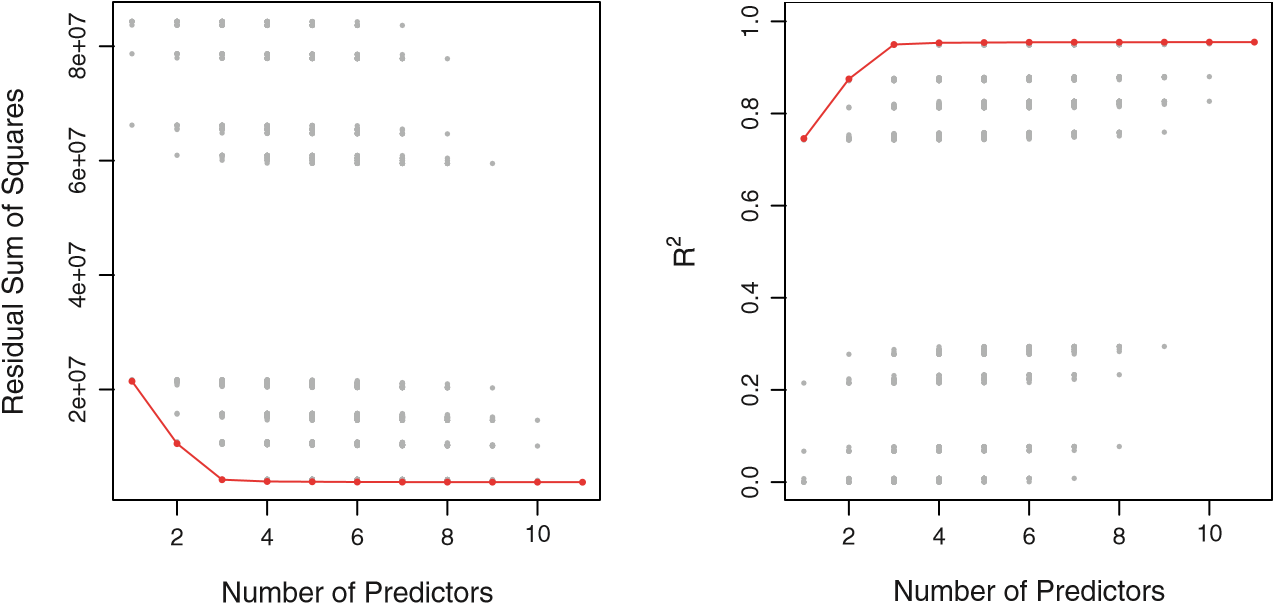 Residual Sum of Squares
8e+07
6e+07
4e+07
2e+07
2 4 6 8 10
Number of Predictors
R²
1.0
0.8
0.6
0.4
0.2
0.0
2 4 6 8 10
Number of Predictors